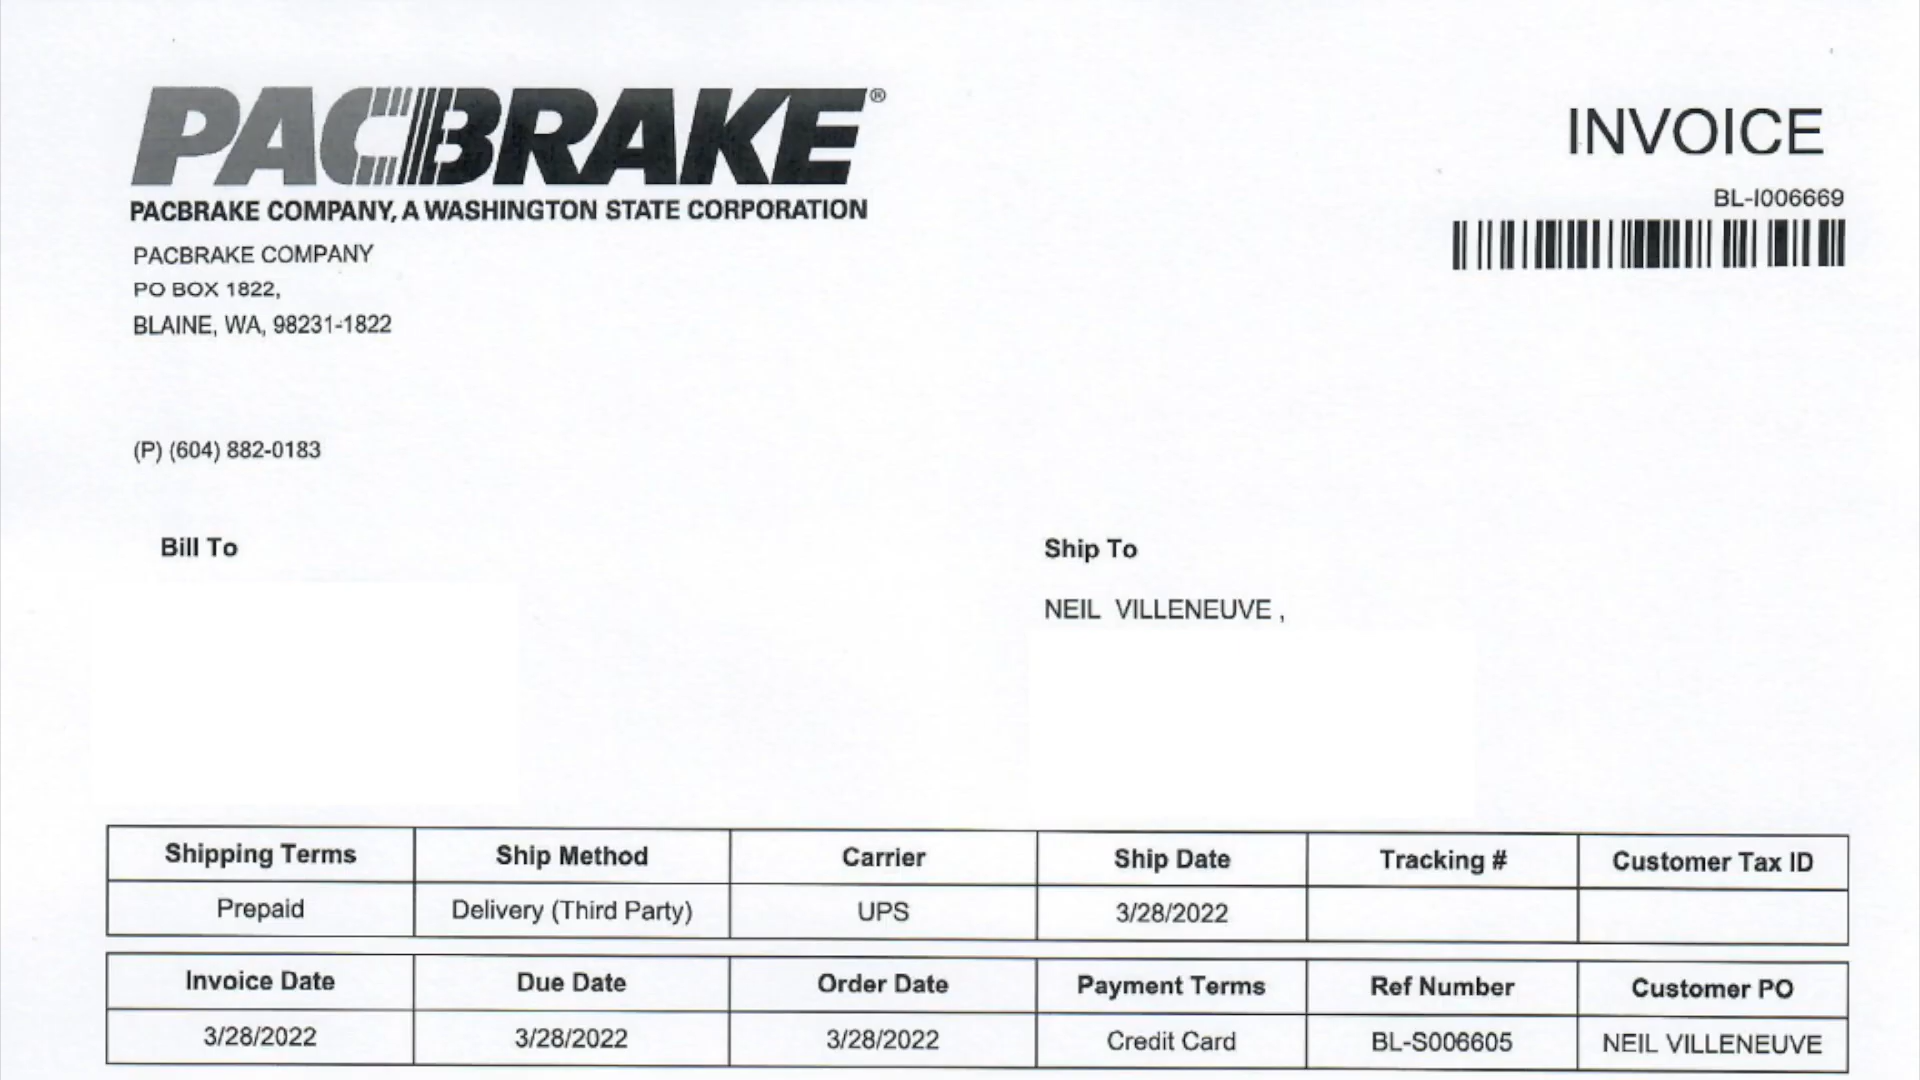 PACBRAKE®
PACBRAKE COMPANY, A WASHINGTON STATE CORPORATION
PACBRAKE COMPANY
PO BOX 1822,
BLAINE, WA, 98231-1822
(P) (604) 882-0183
INVOICE
BL-I006669
Bill To
Ship To
NEIL VILLENEUVE ,
Shipping Terms Ship Method Carrier Ship Date Tracking # Customer Tax ID
Prepaid Delivery (Third Party) UPS 3/28/2022
Invoice Date Due Date Order Date Payment Terms Ref Number Customer PO
3/28/2022 3/28/2022 3/28/2022 Credit Card BL-S006605 NEIL VILLENEUVE